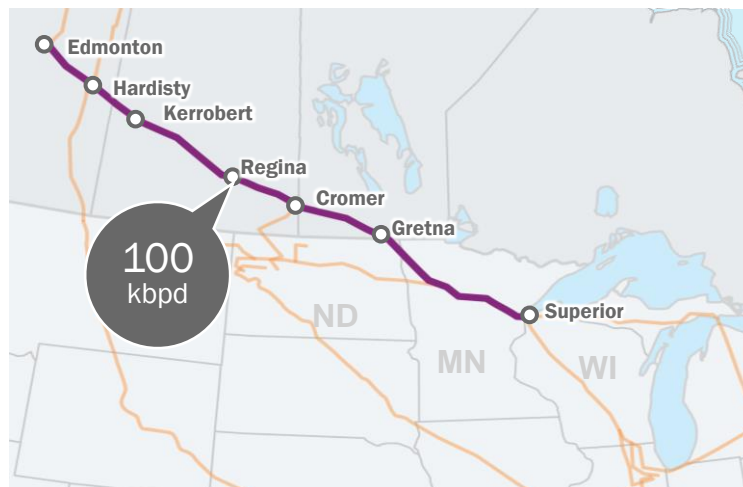 Edmonton
Hardisty
Kerrobert
Regina
Cromer
Gretna
100
kbpd
ND
Superior
MN
WI